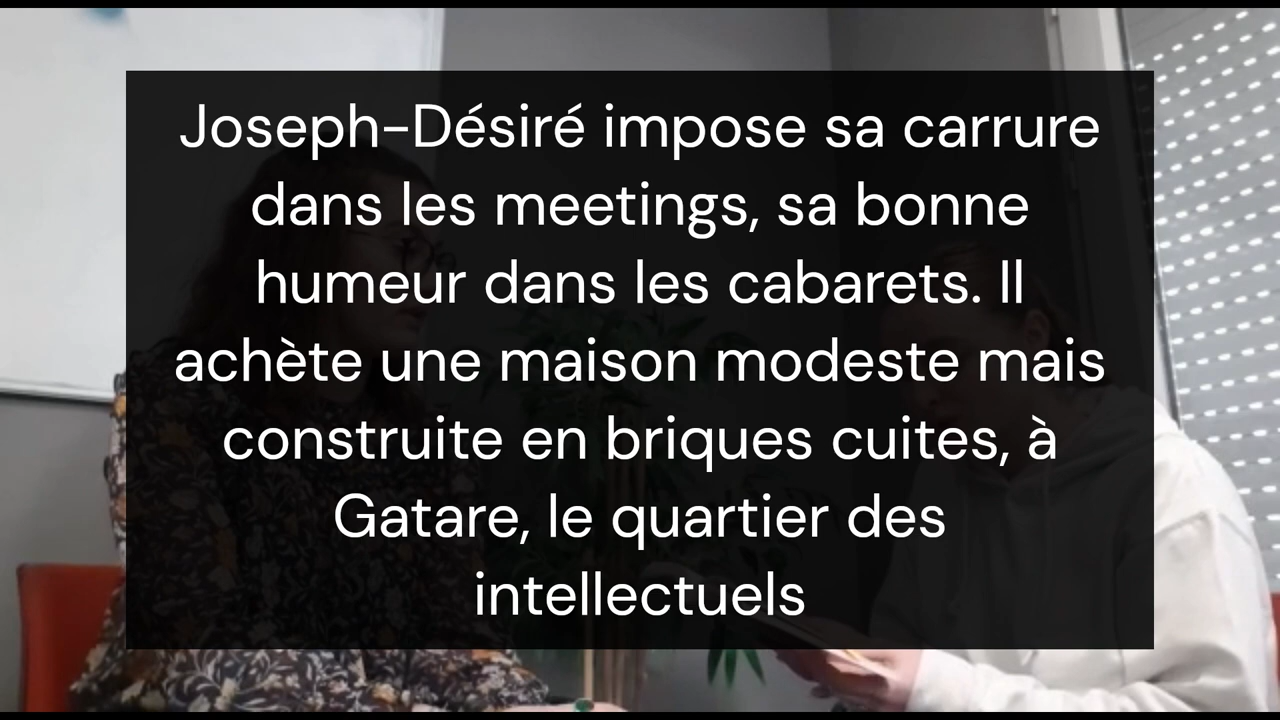 Joseph-Désiré impose sa carrure
dans les meetings, sa bonne
humeur dans les cabarets. Il
achète une maison modeste mais
construite en briques cuites, à
Gatare, le quartier des
intellectuels